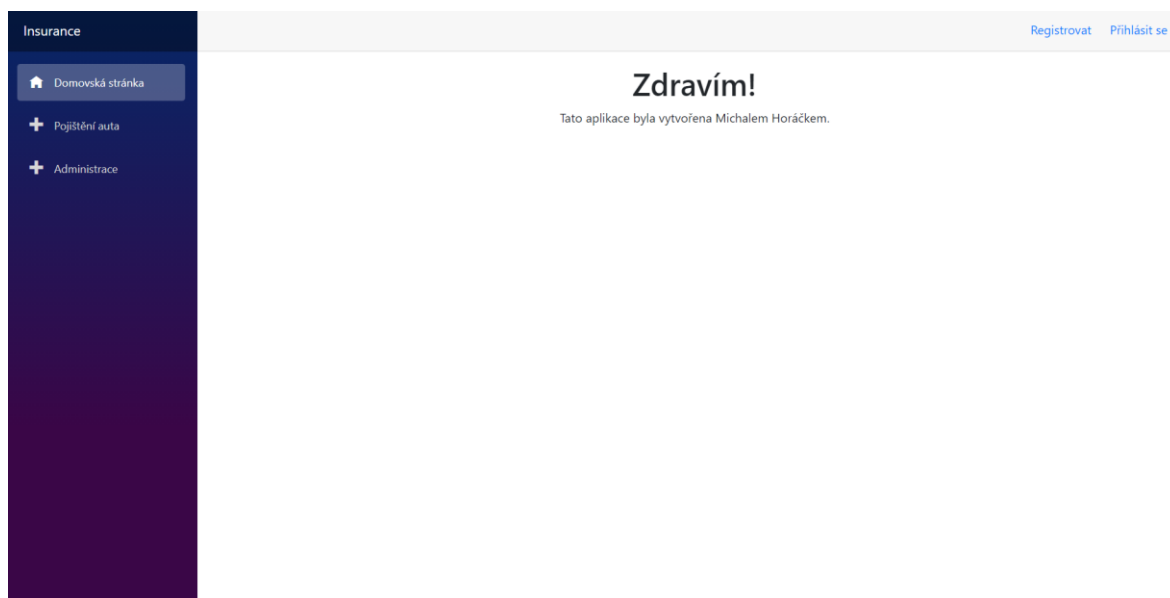 Insurance
Registrovat Přihlásit se
Domovská stránka
Pojištění auta
Administrace
Zdravím!
Tato aplikace byla vytvořena Michalem Horáčkem.